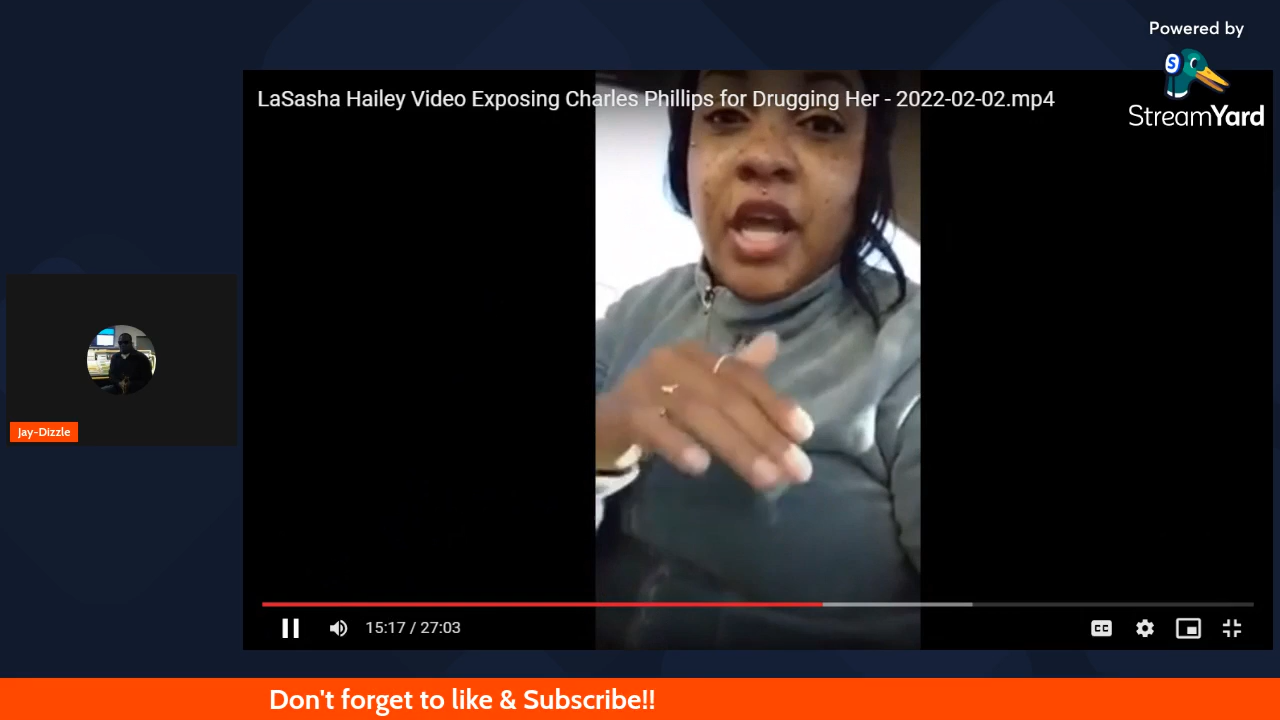 Powered by
StreamYard
LaSasha Hailey Video Exposing Charles Phillips for Drugging Her - 2022-02-02.mp4
Jay-Dizzle
15:17 / 27:03
CC
Don't forget to like & Subscribe!!